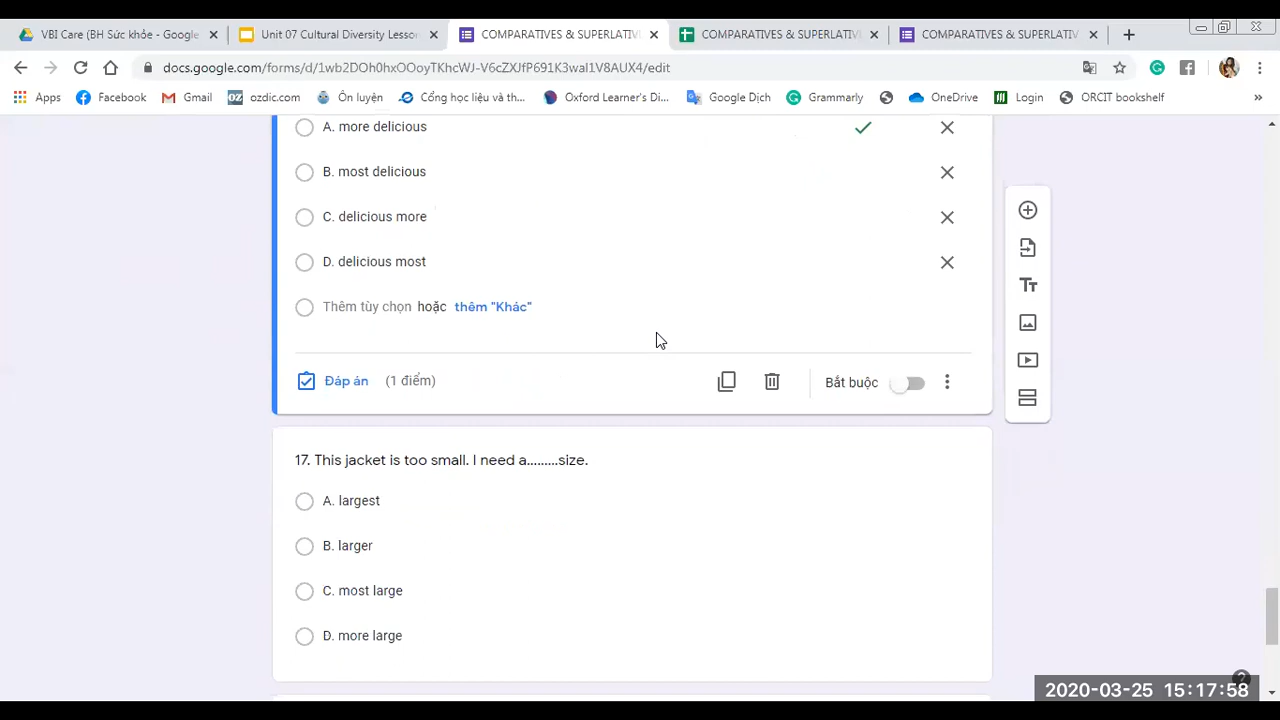 VBI Care (BH Sức khỏe - Google
Unit 07 Cultural Diversity Lesson
COMPARATIVES & SUPERLATIV
COMPARATIVES & SUPERLATIV
COMPARATIVES & SUPERLATIV
docs.google.com/forms/d/1wb2DOh0hxOOoyTKhcWJ-V6cZXJfP691K3wal1V8AUX4/edit
Apps
Facebook
Gmail
ozdic.com
Ôn luyện
Cổng học liệu và th...
Oxford Learner's Di...
Google Dịch
Grammarly
OneDrive
Login
ORCIT bookshelf
»
A. more delicious
B. most delicious
C. delicious more
D. delicious most
Thêm tùy chọn hoặc thêm "Khác"
Đáp án (1 điểm)
Bắt buộc
17. This jacket is too small. I need a.........size.
A. largest
B. larger
C. most large
D. more large
2020-03-25 15:17:58